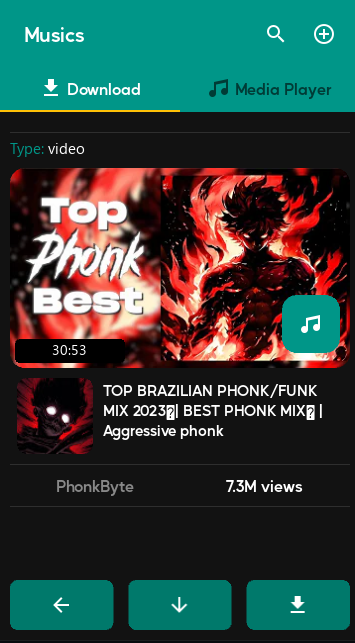 Musics
Download
Media Player
Type: video
Top
Phonk
Best
30:53
TOP BRAZILIAN PHONK/FUNK
MIX 2023�| BEST PHONK MIX� |
Aggressive phonk
PhonkByte
7.3M views